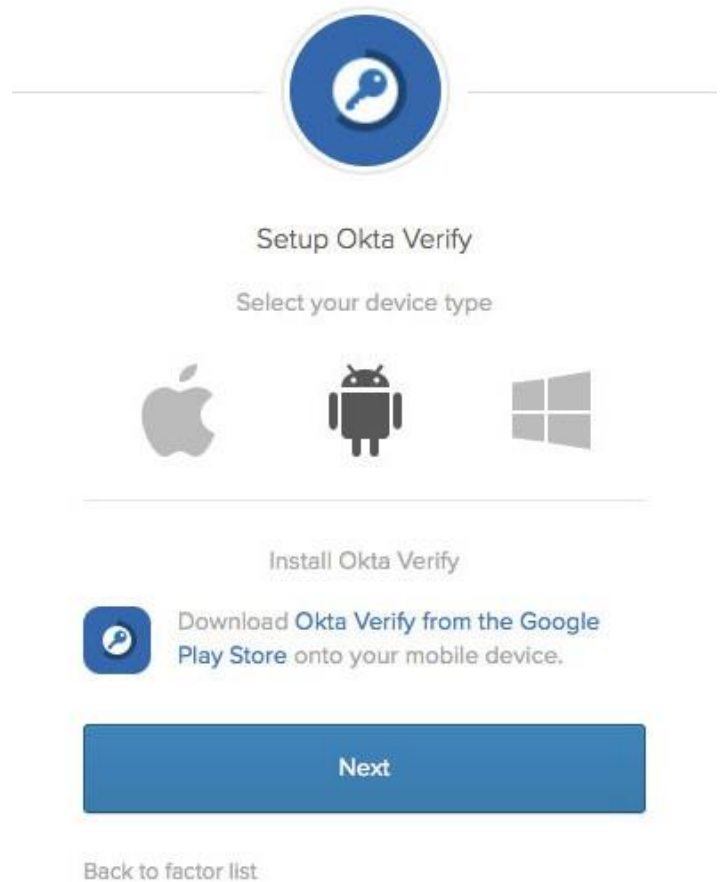 Setup Okta Verify
Select your device type
Install Okta Verify
Download Okta Verify from the Google
Play Store onto your mobile device.
Next
Back to factor list